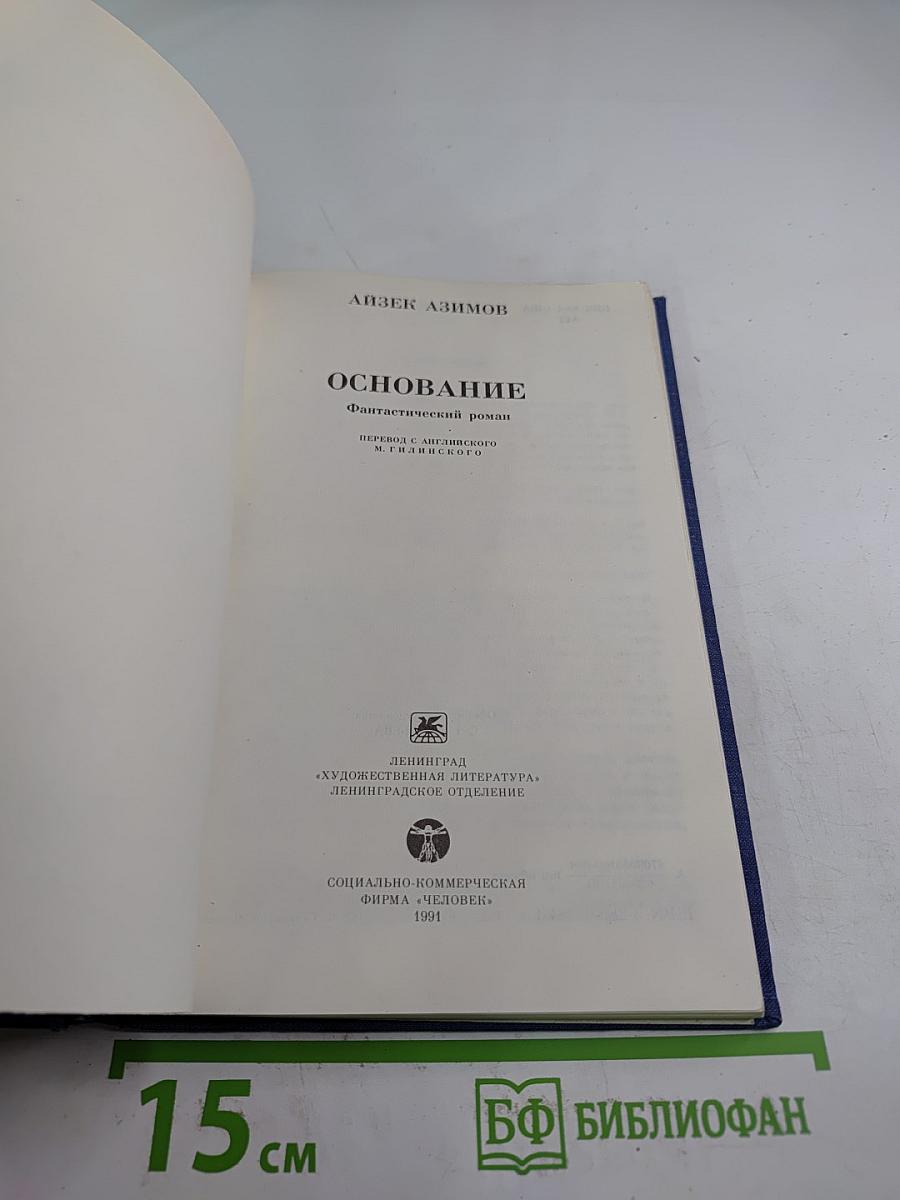 АЙЗЕК АЗИМОВ
ОСНОВАНИЕ
Фантастический роман
ПЕРЕВОД С АНГЛИЙСКОГО
М. ГИЛИНСКОГО
ЛЕНИНГРАД
«ХУДОЖЕСТВЕННАЯ ЛИТЕРАТУРА»
ЛЕНИНГРАДСКОЕ ОТДЕЛЕНИЕ
СОЦИАЛЬНО-КОММЕРЧЕСКАЯ
ФИРМА «ЧЕЛОВЕК»
1991
15 см
БФ БИБЛИОФАН